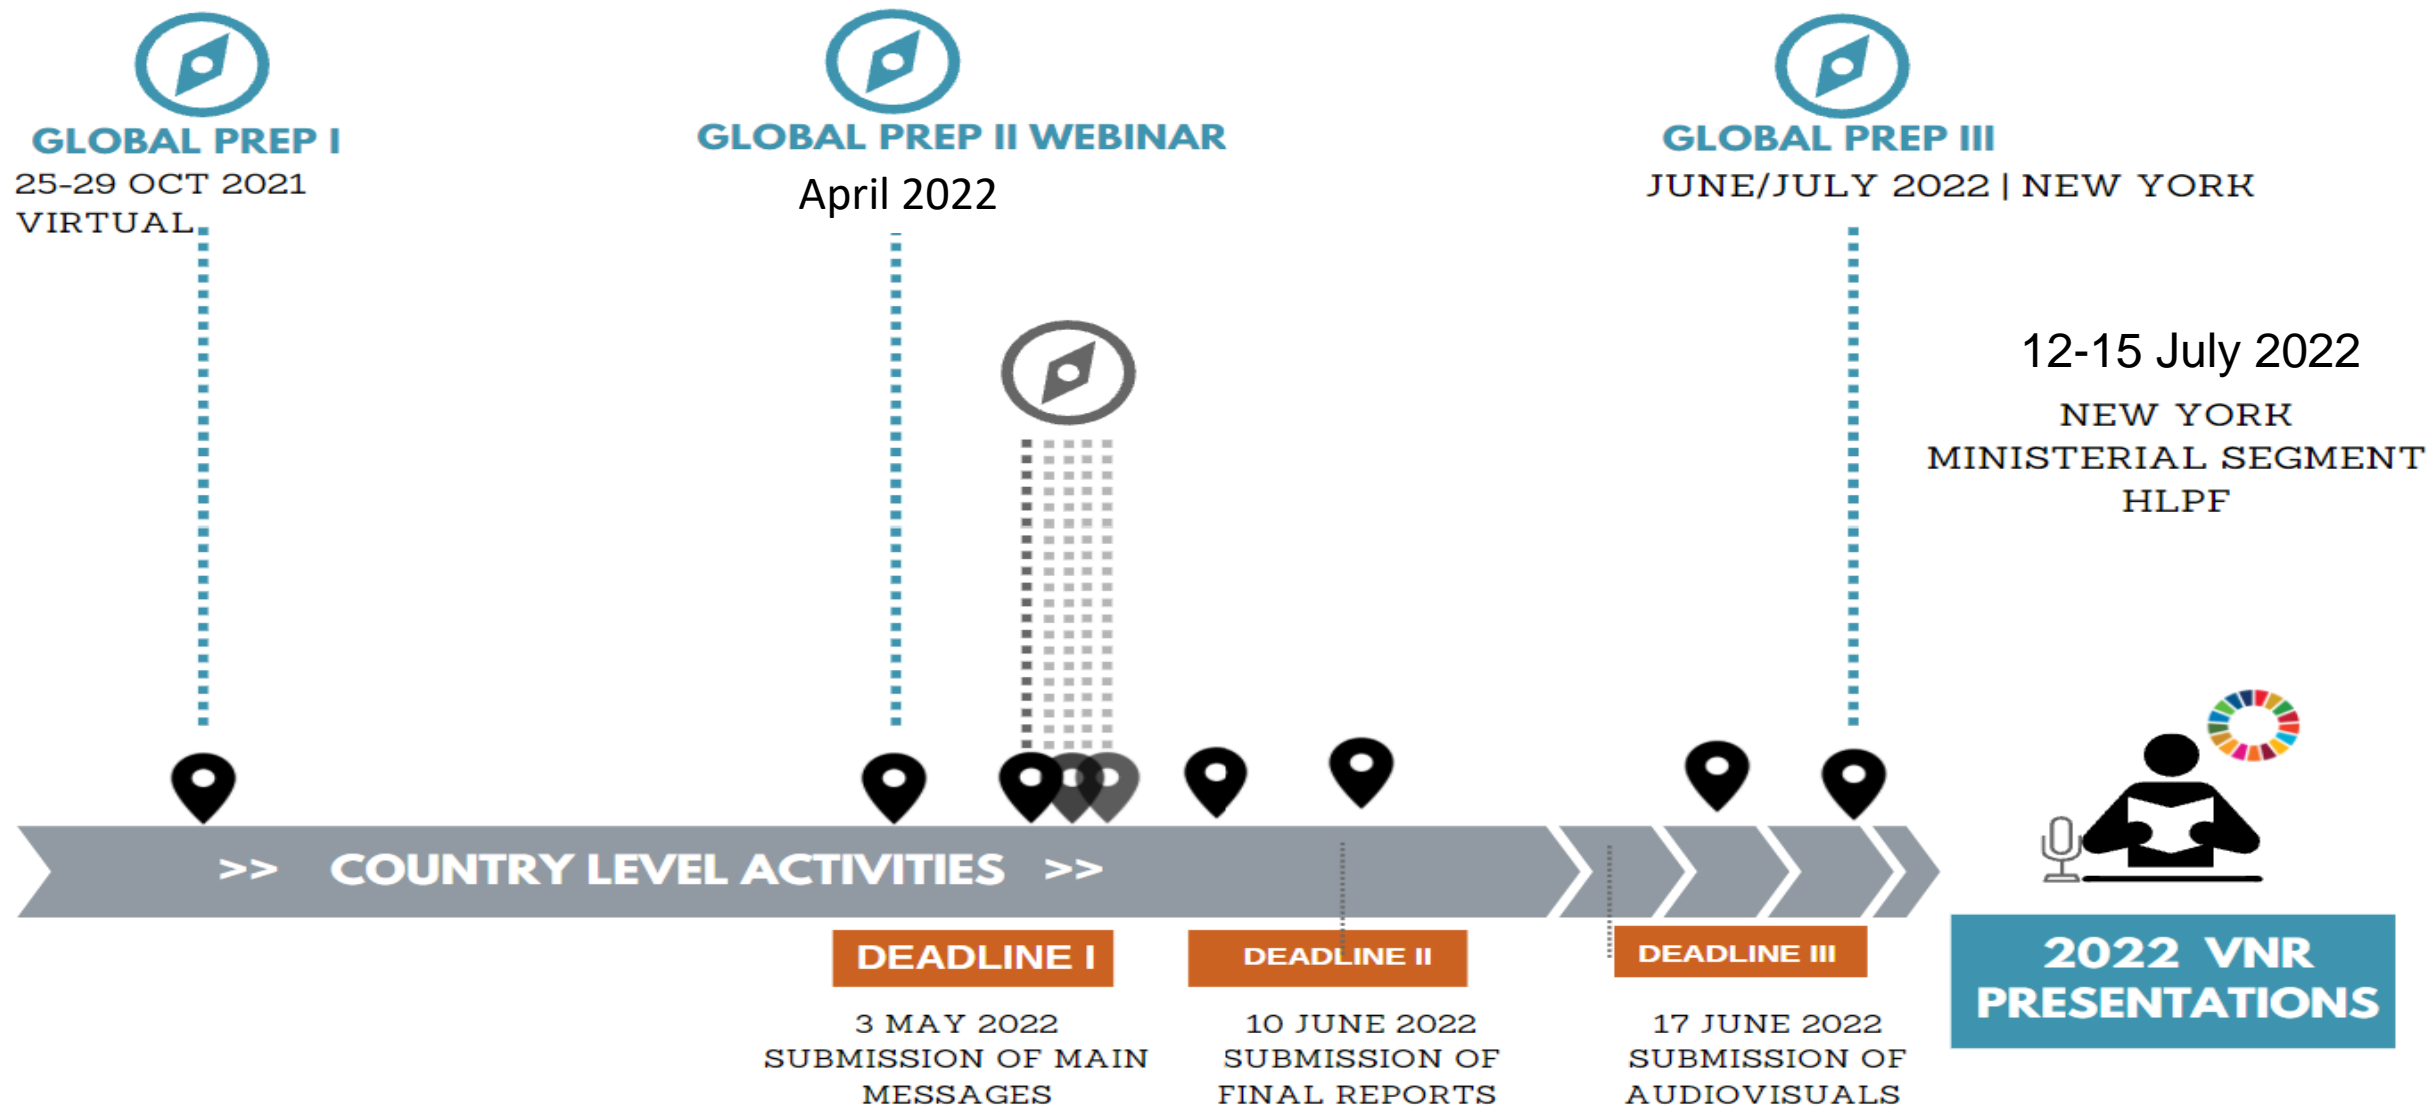 GLOBAL PREP I
25-29 OCT 2021
VIRTUAL
GLOBAL PREP II WEBINAR
April 2022
GLOBAL PREP III
JUNE/JULY 2022 | NEW YORK
12-15 July 2022
NEW YORK
MINISTERIAL SEGMENT
HLPF
>> COUNTRY LEVEL ACTIVITIES >>
DEADLINE I
3 MAY 2022
SUBMISSION OF MAIN
MESSAGES
DEADLINE II
10 JUNE 2022
SUBMISSION OF
FINAL REPORTS
DEADLINE III
17 JUNE 2022
SUBMISSION OF
AUDIOVISUALS
2022 VNR
PRESENTATIONS